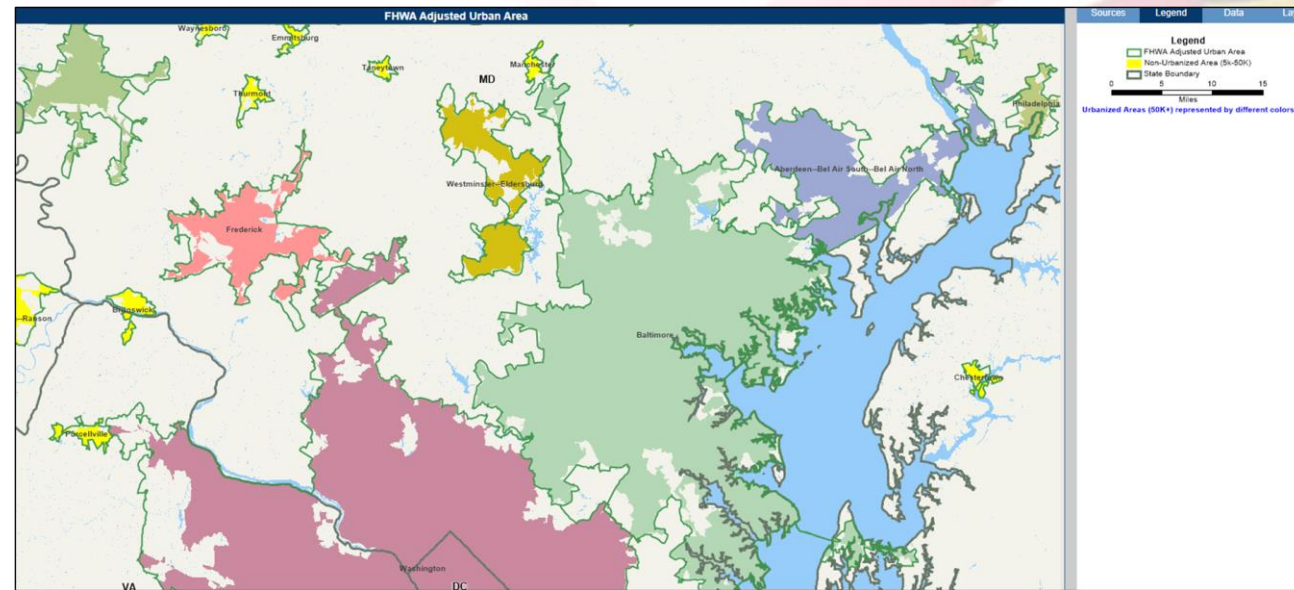 FHWA Adjusted Urban Area
Sources Legend Data
Legend
FHWA Adjusted Urban Area
Non-Urbanized Area (5k-50K)
State Boundary
0 5 10 15
Miles
Urbanized Areas (50K+) represented by different colors
Waynesboro
Emmitsburg
Taneytown
Manchester
MD
Thurmont
Philadelphia
Aberdeen--Bel Air South--Bel Air North
Westminster--Eldersburg
Frederick
Brunswick
--Ranson
Baltimore
Chestertown
Purcellville
Washington
VA
DC